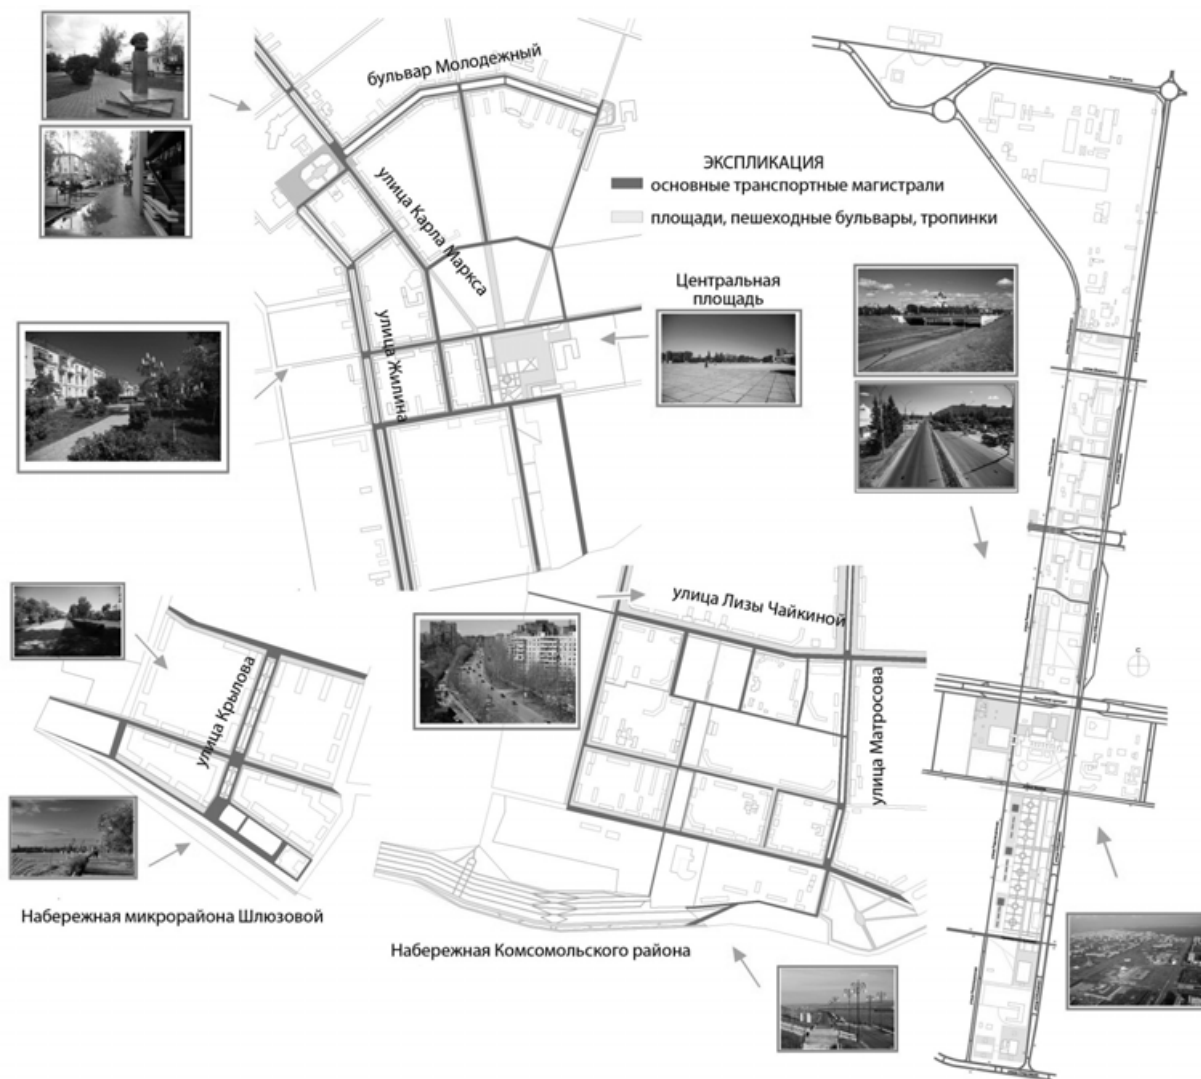 бульвар Молодежный
ЭКСПЛИКАЦИЯ
основные транспортные магистрали
площади, пешеходные бульвары, тропинки
улица Карла Маркса
Центральная
площадь
улица Жилина
улица Лизы Чайкиной
улица Крылова
улица Матросова
с
Набережная микрорайона Шлюзовой
Набережная Комсомольского района